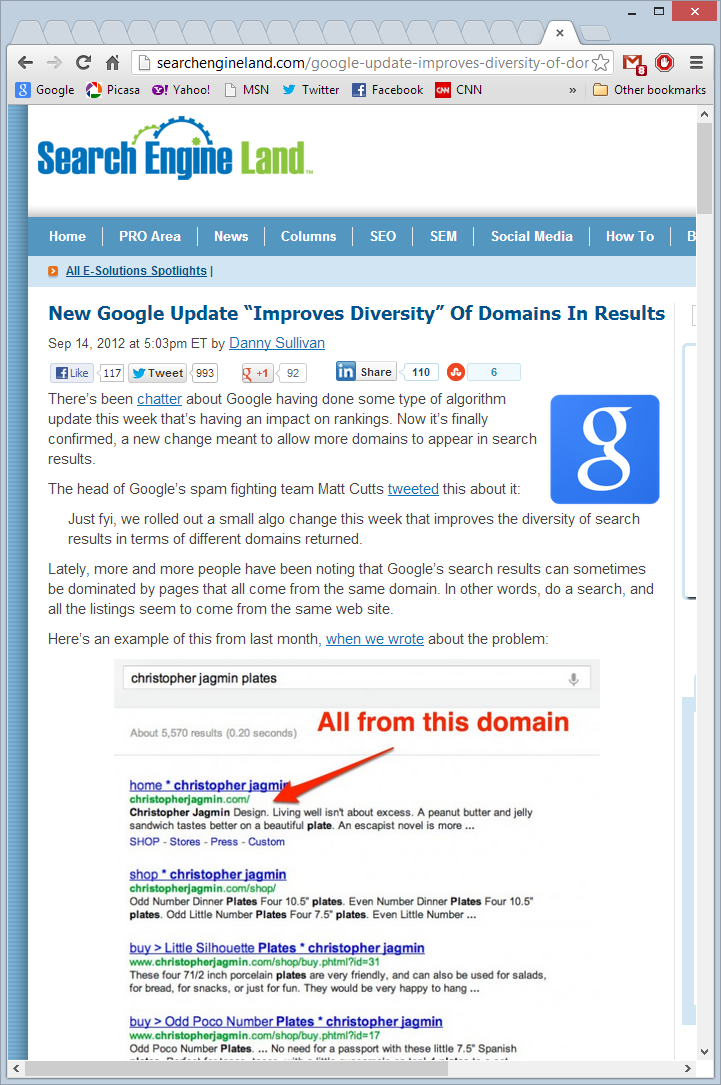 searchengineland.com/google-update-improves-diversity-of-dor
8
Google Picasa Yahoo! MSN Twitter Facebook CNN » Other bookmarks
Search Engine Land™
Home PRO Area News Columns SEO SEM Social Media How To B
All E-Solutions Spotlights |
New Google Update “Improves Diversity” Of Domains In Results
Sep 14, 2012 at 5:03pm ET by Danny Sullivan
Like 117 Tweet 993 +1 92 Share 110 6
There’s been chatter about Google having done some type of algorithm
update this week that’s having an impact on rankings. Now it’s finally
confirmed, a new change meant to allow more domains to appear in search
results.
The head of Google’s spam fighting team Matt Cutts tweeted this about it:
Just fyi, we rolled out a small algo change this week that improves the diversity of search
results in terms of different domains returned.
Lately, more and more people have been noting that Google’s search results can sometimes
be dominated by pages that all come from the same domain. In other words, do a search, and
all the listings seem to come from the same web site.
Here’s an example of this from last month, when we wrote about the problem:
christopher jagmin plates
All from this domain
About 5,570 results (0.20 seconds)
home * christopher jagmin
christopherjagmin.com/
Christopher Jagmin Design. Living well isn't about excess. A peanut butter and jelly
sandwich tastes better on a beautiful plate. An escapist novel is more ...
SHOP - Stores - Press - Custom
shop * christopher jagmin
christopherjagmin.com/shop/
Odd Number Dinner Plates Four 10.5" plates. Even Number Dinner Plates Four 10.5"
plates. Odd Little Number Plates Four 7.5" plates. Even Little Number ...
buy > Little Silhouette Plates * christopher jagmin
www.christopherjagmin.com/shop/buy.phtml?id=31
These four 71/2 inch porcelain plates are very friendly, and can also be used for salads,
for bread, for snacks, or just for fun. They would be very happy to hang ...
buy > Odd Poco Number Plates * christopher jagmin
www.christopherjagmin.com/shop/buy.phtml?id=17
Odd Poco Number Plates. ... No need for a passport with these little 7.5" Spanish